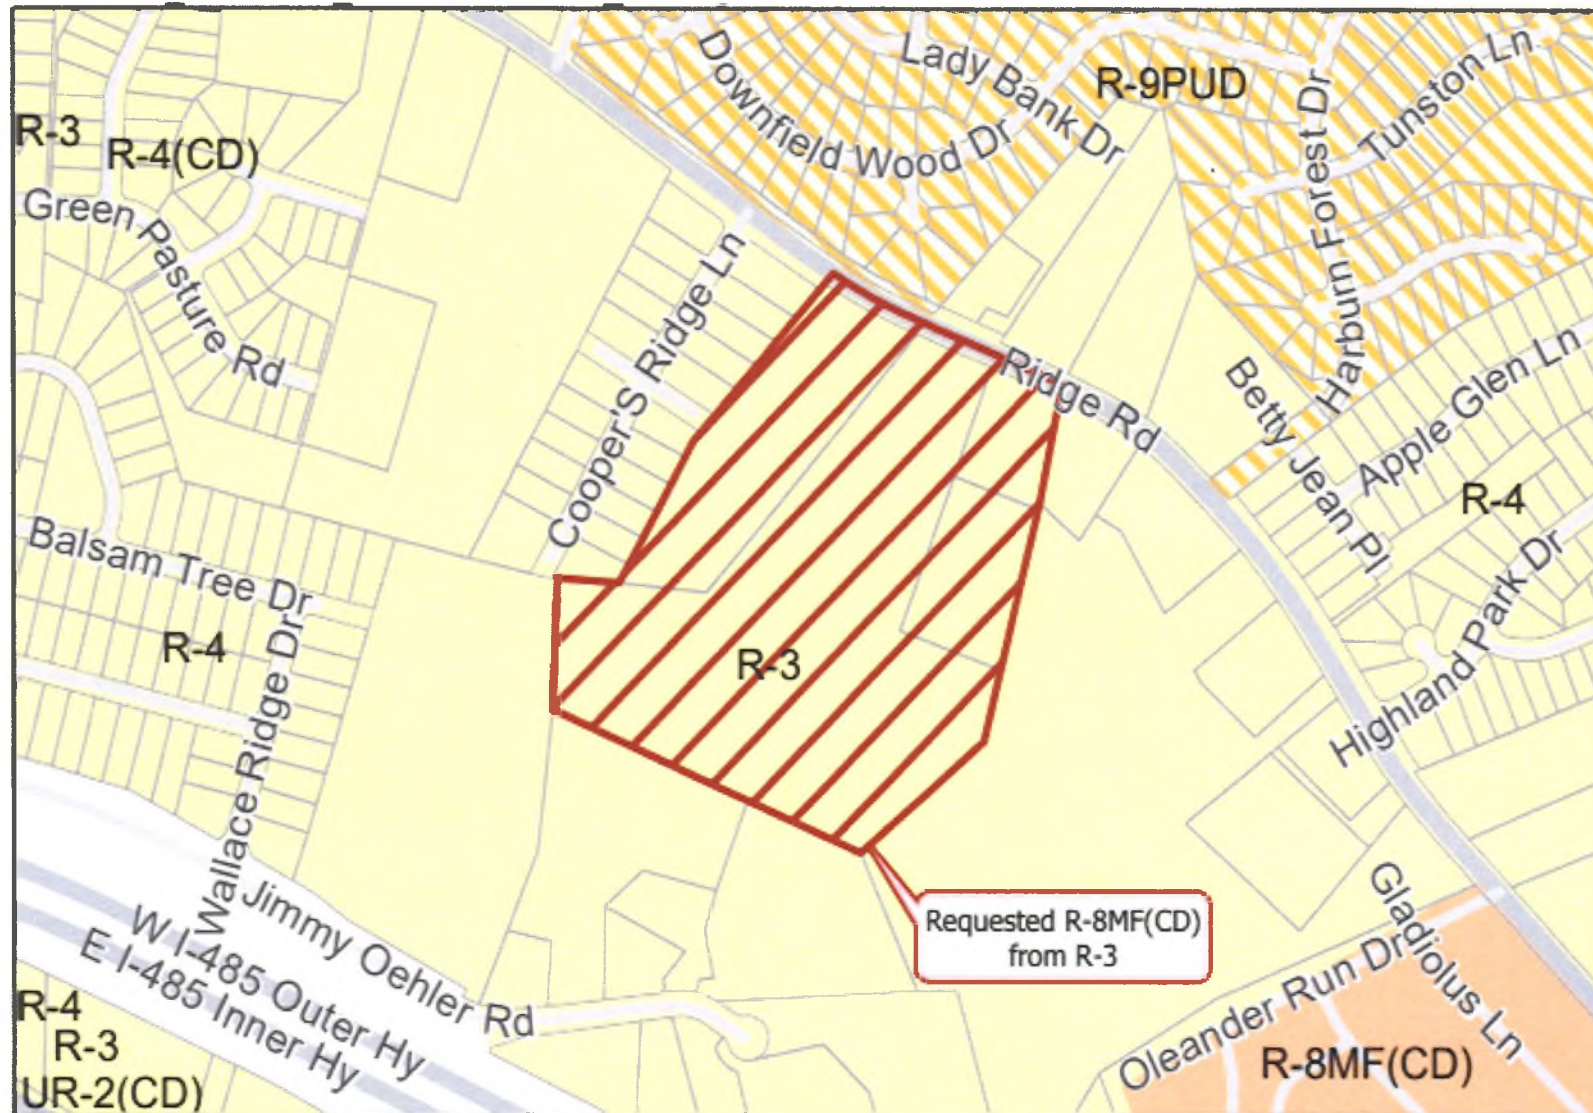 Lady Bank Dr
R-9PUD
Tunston Ln
Downfield Wood Dr
R-3
R-4(CD)
Harburn Forest Dr
Green Pasture Rd
Cooper'S Ridge Ln
Ridge Rd
Betty Jean Pl
Apple Glen Ln
R-4
Balsam Tree Dr
R-4
R-3
Highland Park Dr
Wallace Ridge Dr
Jimmy Oehler Rd
W I-485 Outer Hy
E I-485 Inner Hy
Requested R-8MF(CD)
from R-3
Gladiolus Ln
Oleander Run Dr
R-4
R-3
UR-2(CD)
R-8MF(CD)